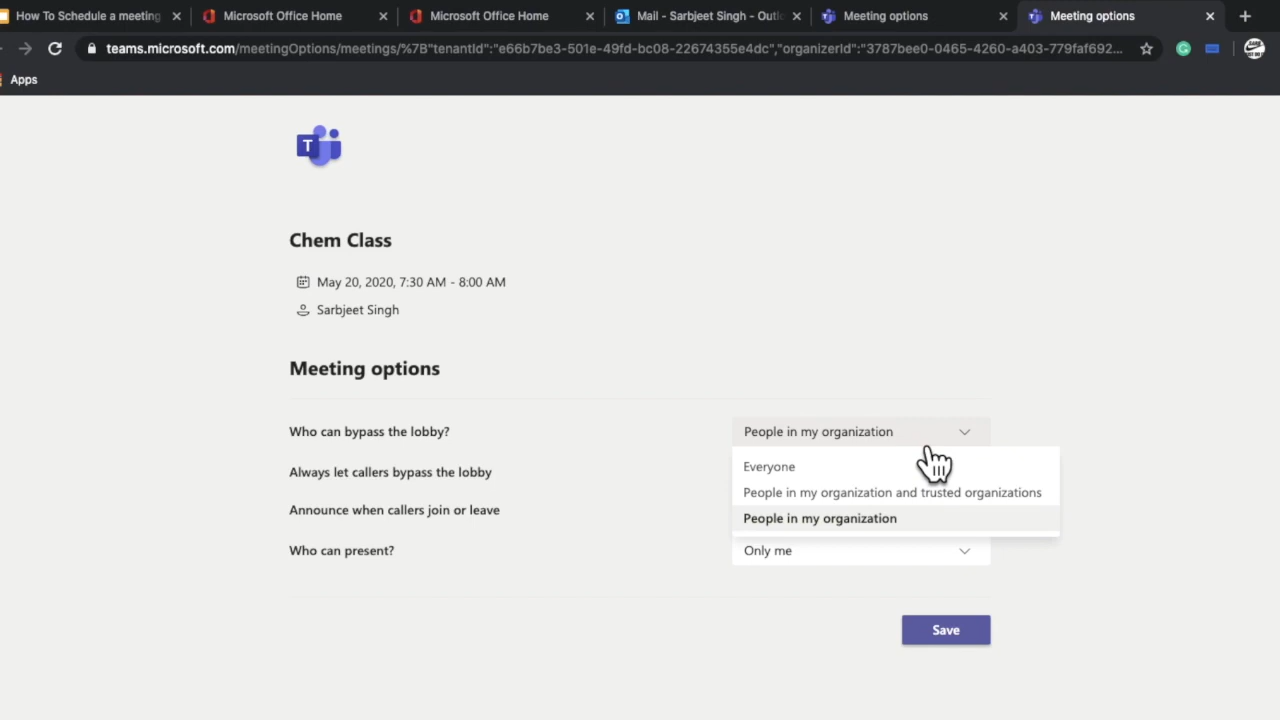 How To Schedule a meeting
Microsoft Office Home
Microsoft Office Home
Mail - Sarbjeet Singh - Outlo
Meeting options
Meeting options
teams.microsoft.com/meetingOptions/meetings/%7B"tenantId":"e66b7be3-501e-49fd-bc08-22674355e4dc","organizerId":"3787bee0-0465-4260-a403-779faf692...
Apps
T
Chem Class
May 20, 2020, 7:30 AM - 8:00 AM
Sarbjeet Singh
Meeting options
Who can bypass the lobby?
People in my organization
Everyone
Always let callers bypass the lobby
People in my organization and trusted organizations
Announce when callers join or leave
People in my organization
Who can present?
Only me
Save